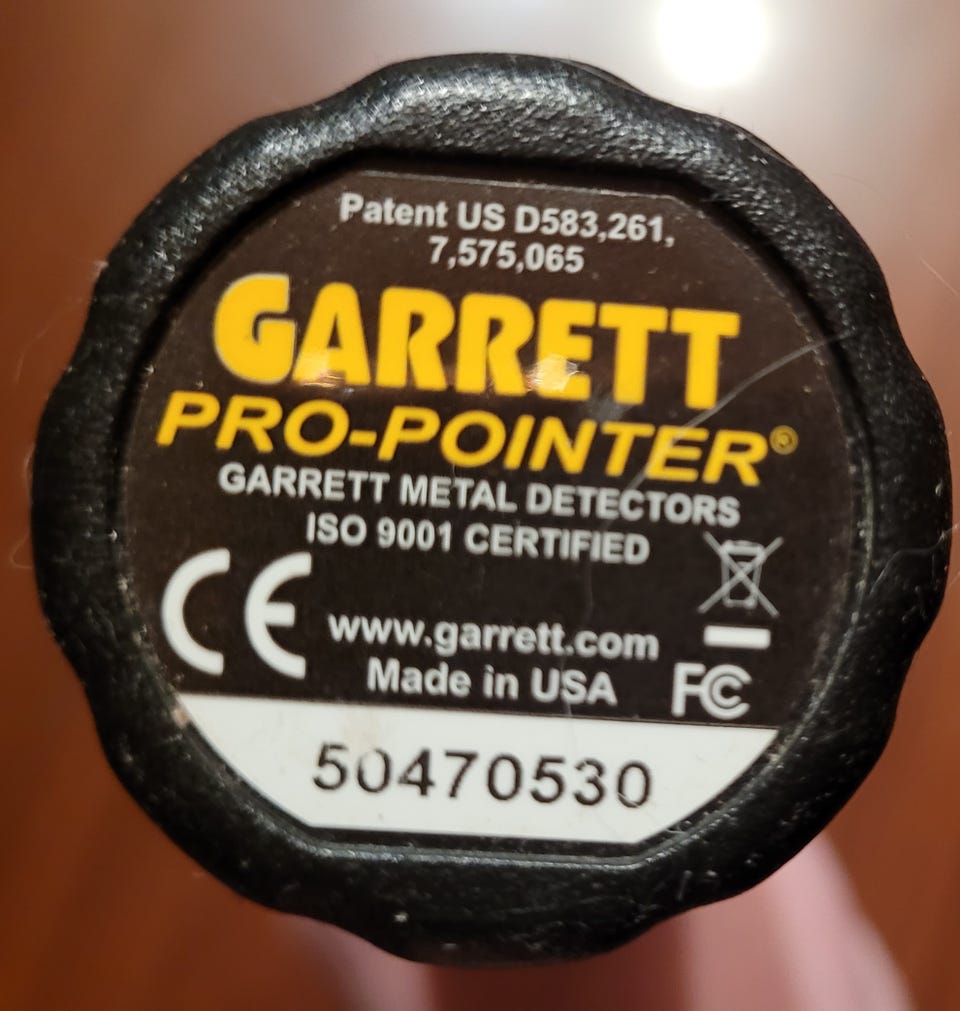 Patent US D583,261,
7,575,065
GARRETT
PRO-POINTER®
GARRETT METAL DETECTORS
ISO 9001 CERTIFIED
CE
www.garrett.com
Made in USA
FC
50470530